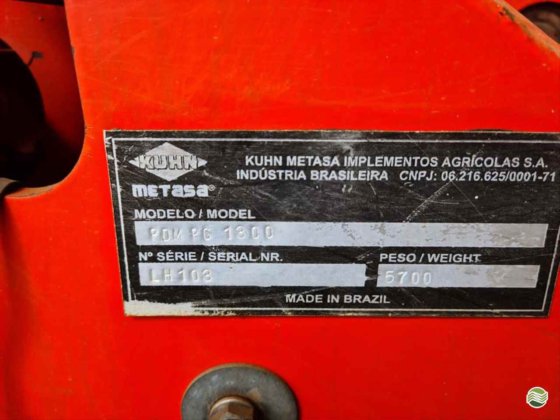 KUHN
METASA®
KUHN METASA IMPLEMENTOS AGRÍCOLAS S.A.
INDÚSTRIA BRASILEIRA CNPJ: 06.216.625/0001-71
MODELO / MODEL
PDM PG 1300
Nº SÉRIE / SERIAL NR.
LH103
PESO / WEIGHT
5700
MADE IN BRAZIL